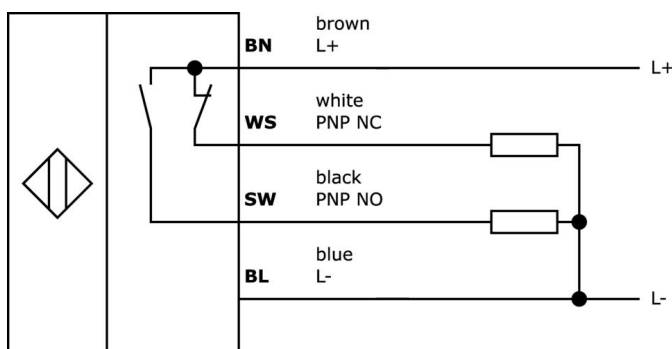 brown
BN L+
L+
white
WS PNP NC
black
SW PNP NO
blue
BL L-
L-